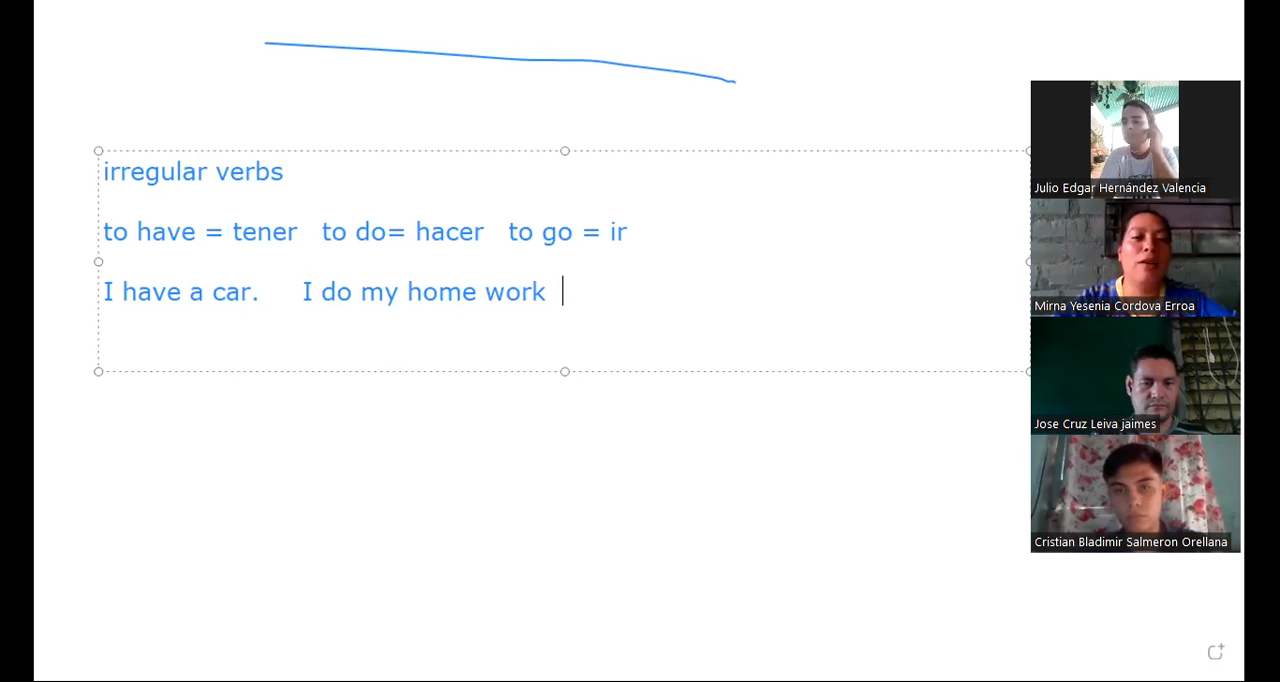 irregular verbs
to have = tener   to do= hacer   to go = ir
I have a car.     I do my home work
Julio Edgar Hernández Valencia
Mirna Yesenia Cordova Erroa
Jose Cruz Leiva jaimes
Cristian Bladimir Salmeron Orellana